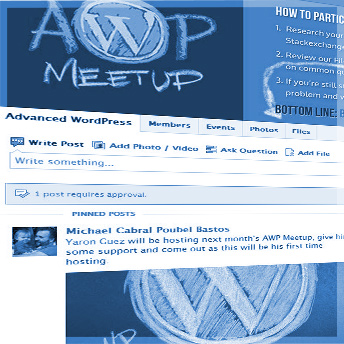 AWP
MEETUP
HOW TO PARTIC
1. Research your
Stackexchang
2. Review our
on common qu
3. If you're still s
problem and
BOTTOM LINE: B
Advanced WordPress
Members
Events
Photos
Files
Write Post
Add Photo / Video
Ask Question
Add File
Write something...
1 post requires approval.
PINNED POSTS
Michael Cabral Poubel Bastos
Yaron Guez will be hosting next month's AWP Meetup, give hi
some support and come out as this will be his first time
hosting.